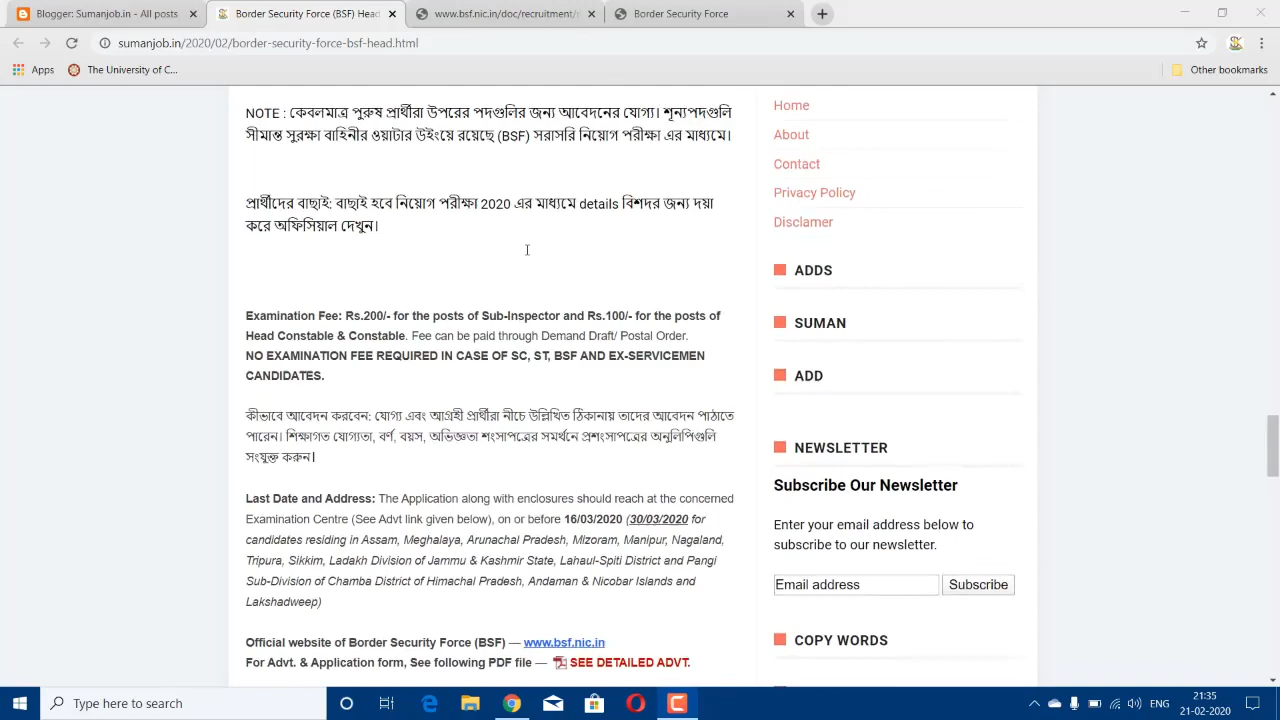 Blogger: Suman Job - All posts
Border Security Force (BSF) Head
www.bsf.nic.in/doc/recruitment/r
Border Security Force
sumanjob.in/2020/02/border-security-force-bsf-head.html
Apps
The University of C...
Other bookmarks
NOTE : কেবলমাত্র পুরুষ প্রার্থীরা উপরের পদগুলির জন্য আবেদনের যোগ্য। শূন্যপদগুলি
সীমান্ত সুরক্ষা বাহিনীর ওয়াটার উইংয়ে রয়েছে (BSF) সরাসরি নিয়োগ পরীক্ষা এর মাধ্যমে।
প্রার্থীদের বাছাই: বাছাই হবে নিয়োগ পরীক্ষা 2020 এর মাধ্যমে details বিশদর জন্য দয়া
করে অফিসিয়াল দেখুন।
Examination Fee: Rs.200/- for the posts of Sub-Inspector and Rs.100/- for the posts of
Head Constable & Constable. Fee can be paid through Demand Draft/ Postal Order.
NO EXAMINATION FEE REQUIRED IN CASE OF SC, ST, BSF AND EX-SERVICEMEN
CANDIDATES.
কীভাবে আবেদন করবেন: যোগ্য এবং আগ্রহী প্রার্থীরা নীচে উল্লিখিত ঠিকানায় তাদের আবেদন পাঠাতে
পারেন। শিক্ষাগত যোগ্যতা, বর্ণ, বয়স, অভিজ্ঞতা শংসাপত্রের সমর্থনে প্রশংসাপত্রের অনুলিপিগুলি
সংযুক্ত করুন।
Last Date and Address: The Application along with enclosures should reach at the concerned
Examination Centre (See Advt link given below), on or before 16/03/2020 (30/03/2020 for
candidates residing in Assam, Meghalaya, Arunachal Pradesh, Mizoram, Manipur, Nagaland,
Tripura, Sikkim, Ladakh Division of Jammu & Kashmir State, Lahaul-Spiti District and Pangi
Sub-Division of Chamba District of Himachal Pradesh, Andaman & Nicobar Islands and
Lakshadweep)
Official website of Border Security Force (BSF) — www.bsf.nic.in
For Advt. & Application form, See following PDF file — SEE DETAILED ADVT.
Home
About
Contact
Privacy Policy
Disclamer
ADDS
SUMAN
ADD
NEWSLETTER
Subscribe Our Newsletter
Enter your email address below to
subscribe to our newsletter.
Email address
Subscribe
COPY WORDS
Type here to search
ENG
21:35
21-02-2020